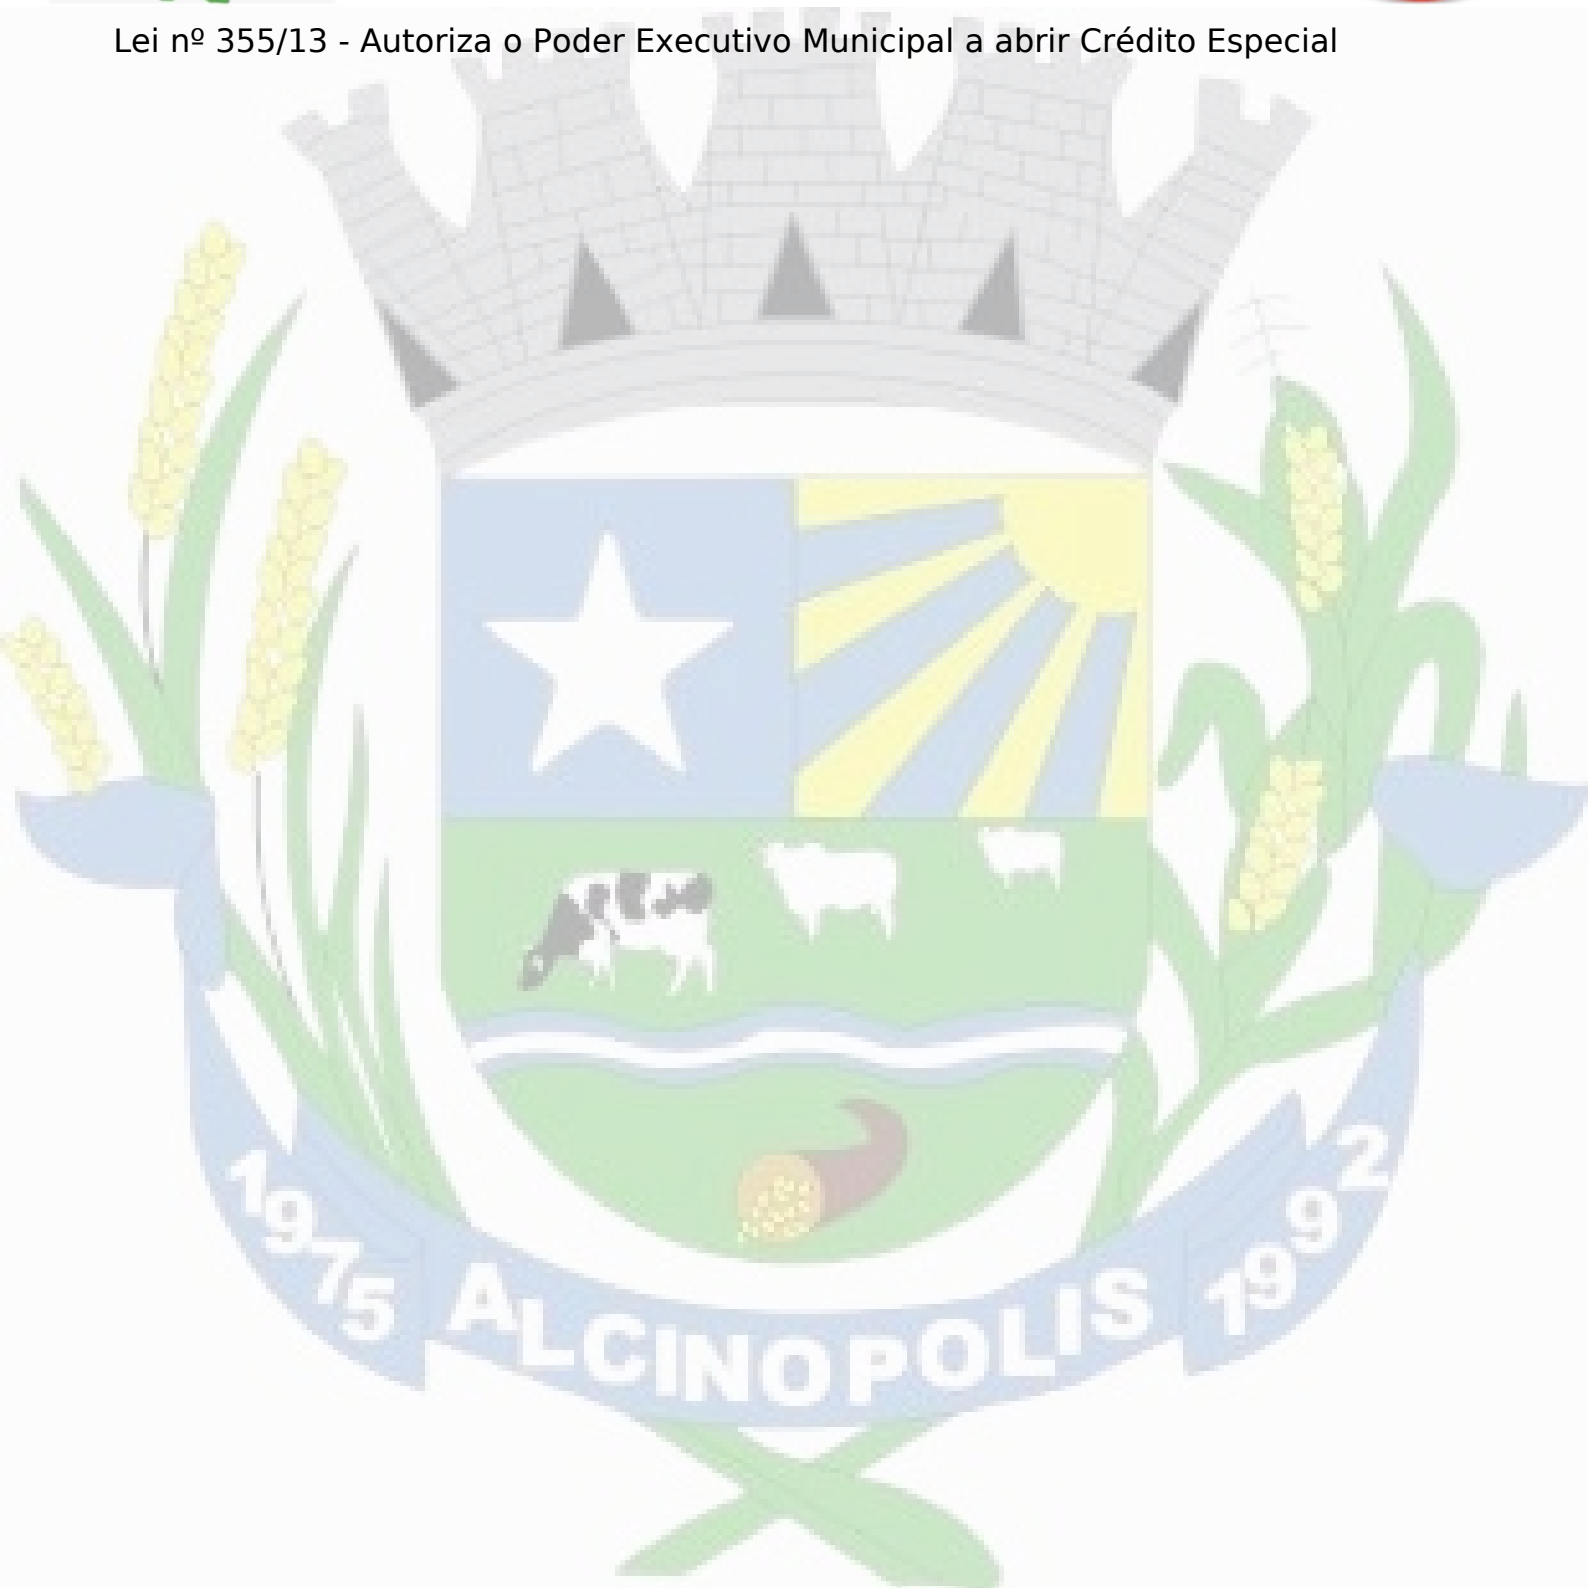 Lei nº 355/13 - Autoriza o Poder Executivo Municipal a abrir Crédito Especial
1975 ALCINOPOLIS 1992